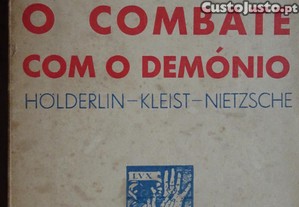 Custojusto.pt
O COMBATE
COM O DEMÓNIO
HÖLDERLIN-KLEIST-NIETZSCHE
LVX